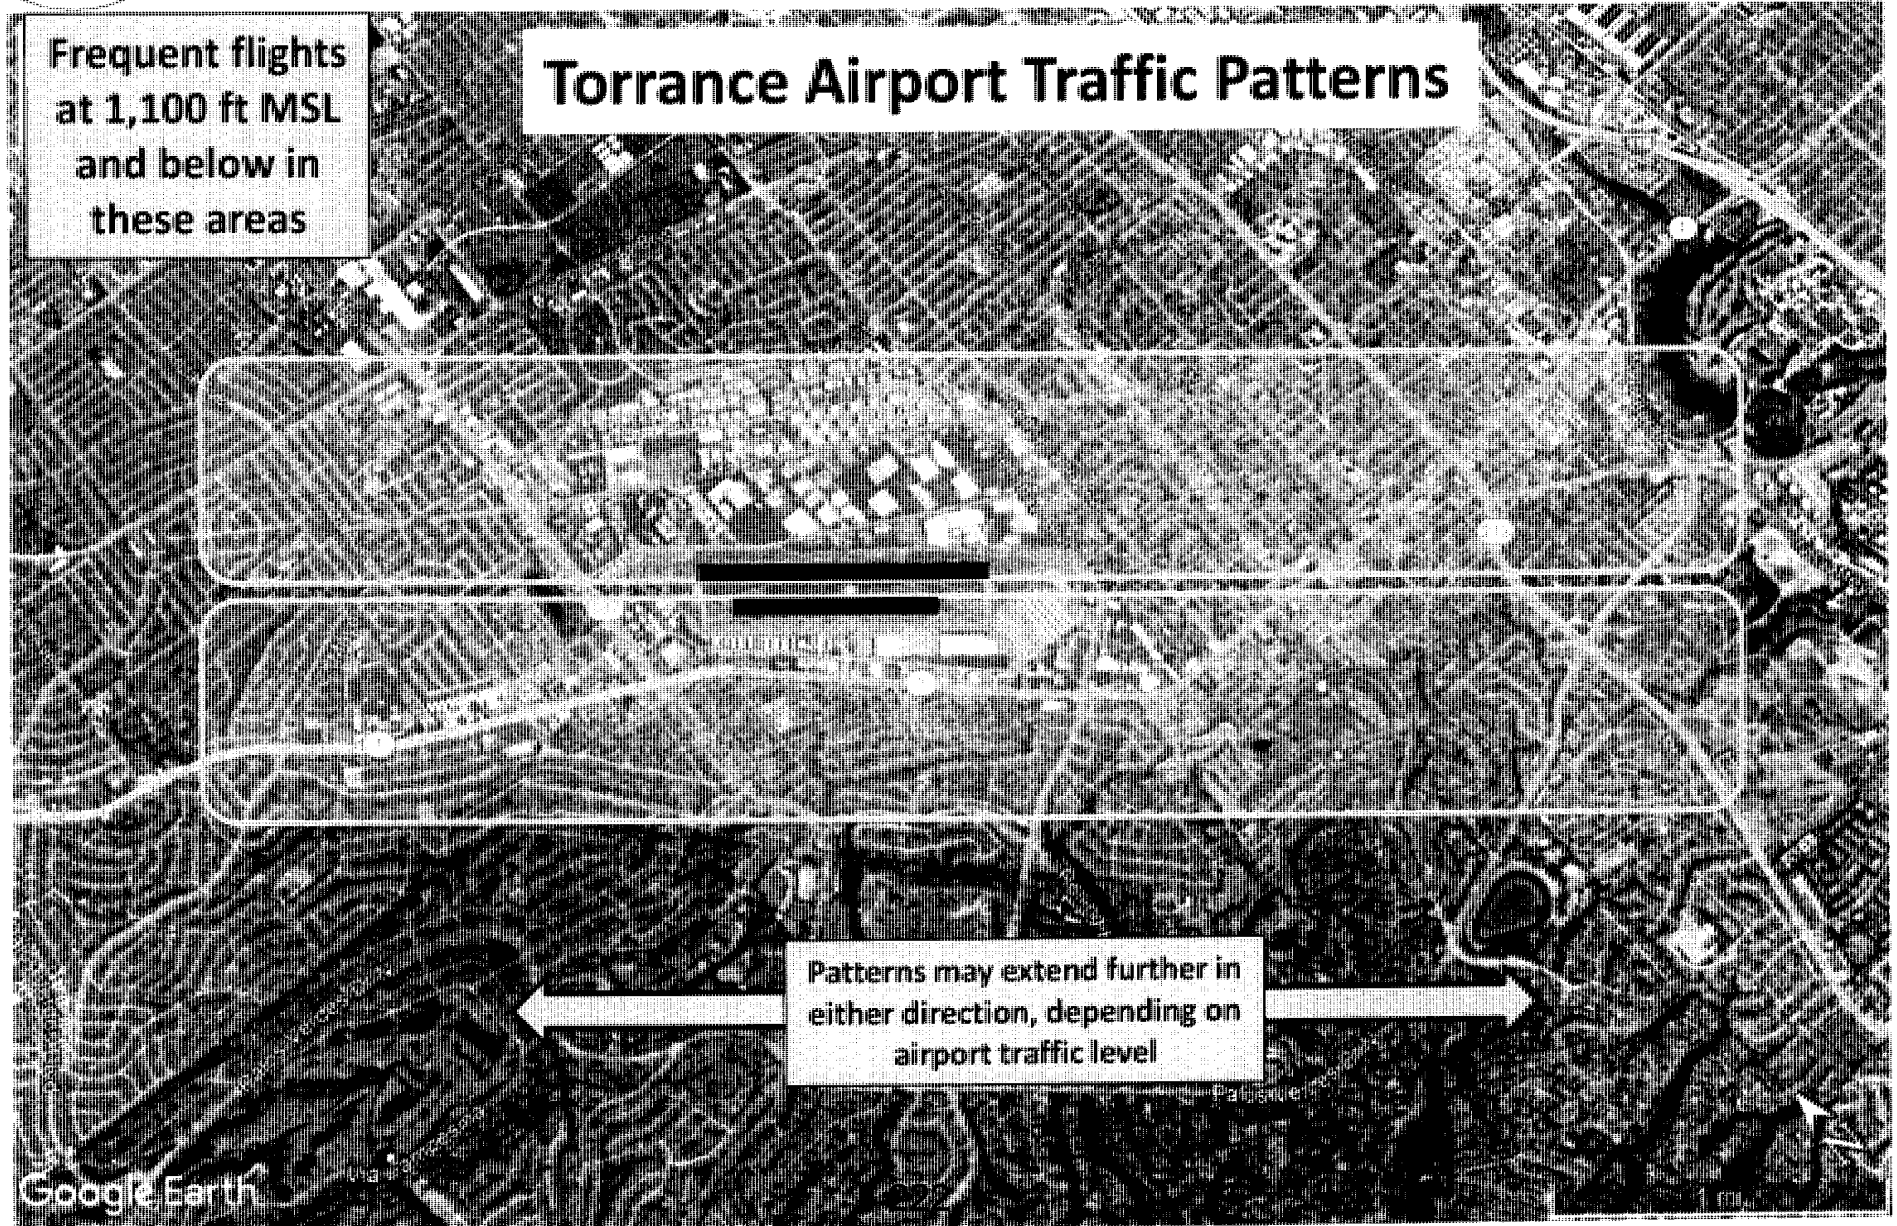 Frequent flights
at 1,100 ft MSL
and below in
these areas
Torrance Airport Traffic Patterns
Patterns may extend further in
either direction, depending on
airport traffic level
Google Earth